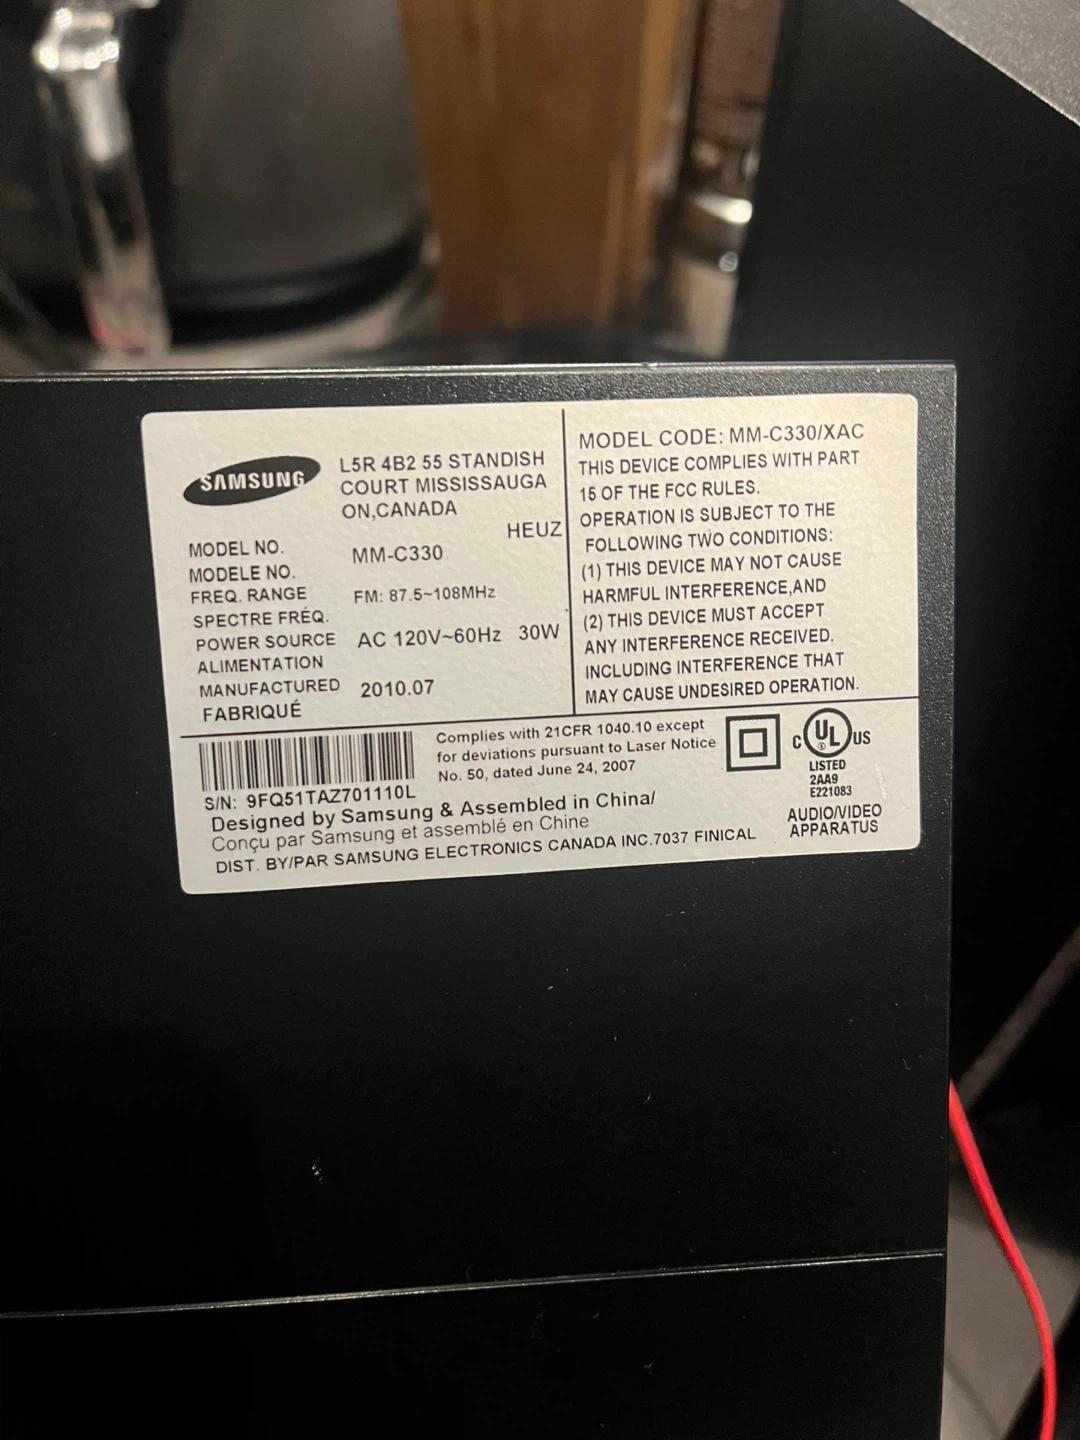 SAMSUNG
L5R 4B2 55 STANDISH
COURT MISSISSAUGA
ON,CANADA
HEUZ
MODEL NO. MM-C330
MODELE NO.
FREQ. RANGE FM: 87.5~108MHz
SPECTRE FRÉQ.
POWER SOURCE AC 120V~60Hz 30W
ALIMENTATION
MANUFACTURED 2010.07
FABRIQUÉ
MODEL CODE: MM-C330/XAC
THIS DEVICE COMPLIES WITH PART
15 OF THE FCC RULES.
OPERATION IS SUBJECT TO THE
FOLLOWING TWO CONDITIONS:
(1) THIS DEVICE MAY NOT CAUSE
HARMFUL INTERFERENCE,AND
(2) THIS DEVICE MUST ACCEPT
ANY INTERFERENCE RECEIVED.
INCLUDING INTERFERENCE THAT
MAY CAUSE UNDESIRED OPERATION.
S/N: 9FQ51TAZ701110L
Complies with 21CFR 1040.10 except
for deviations pursuant to Laser Notice
No. 50, dated June 24, 2007
C UL US
LISTED
2AA9
E221083
AUDIO/VIDEO
APPARATUS
Designed by Samsung & Assembled in China/
Conçu par Samsung et assemblé en Chine
DIST. BY/PAR SAMSUNG ELECTRONICS CANADA INC.7037 FINICAL